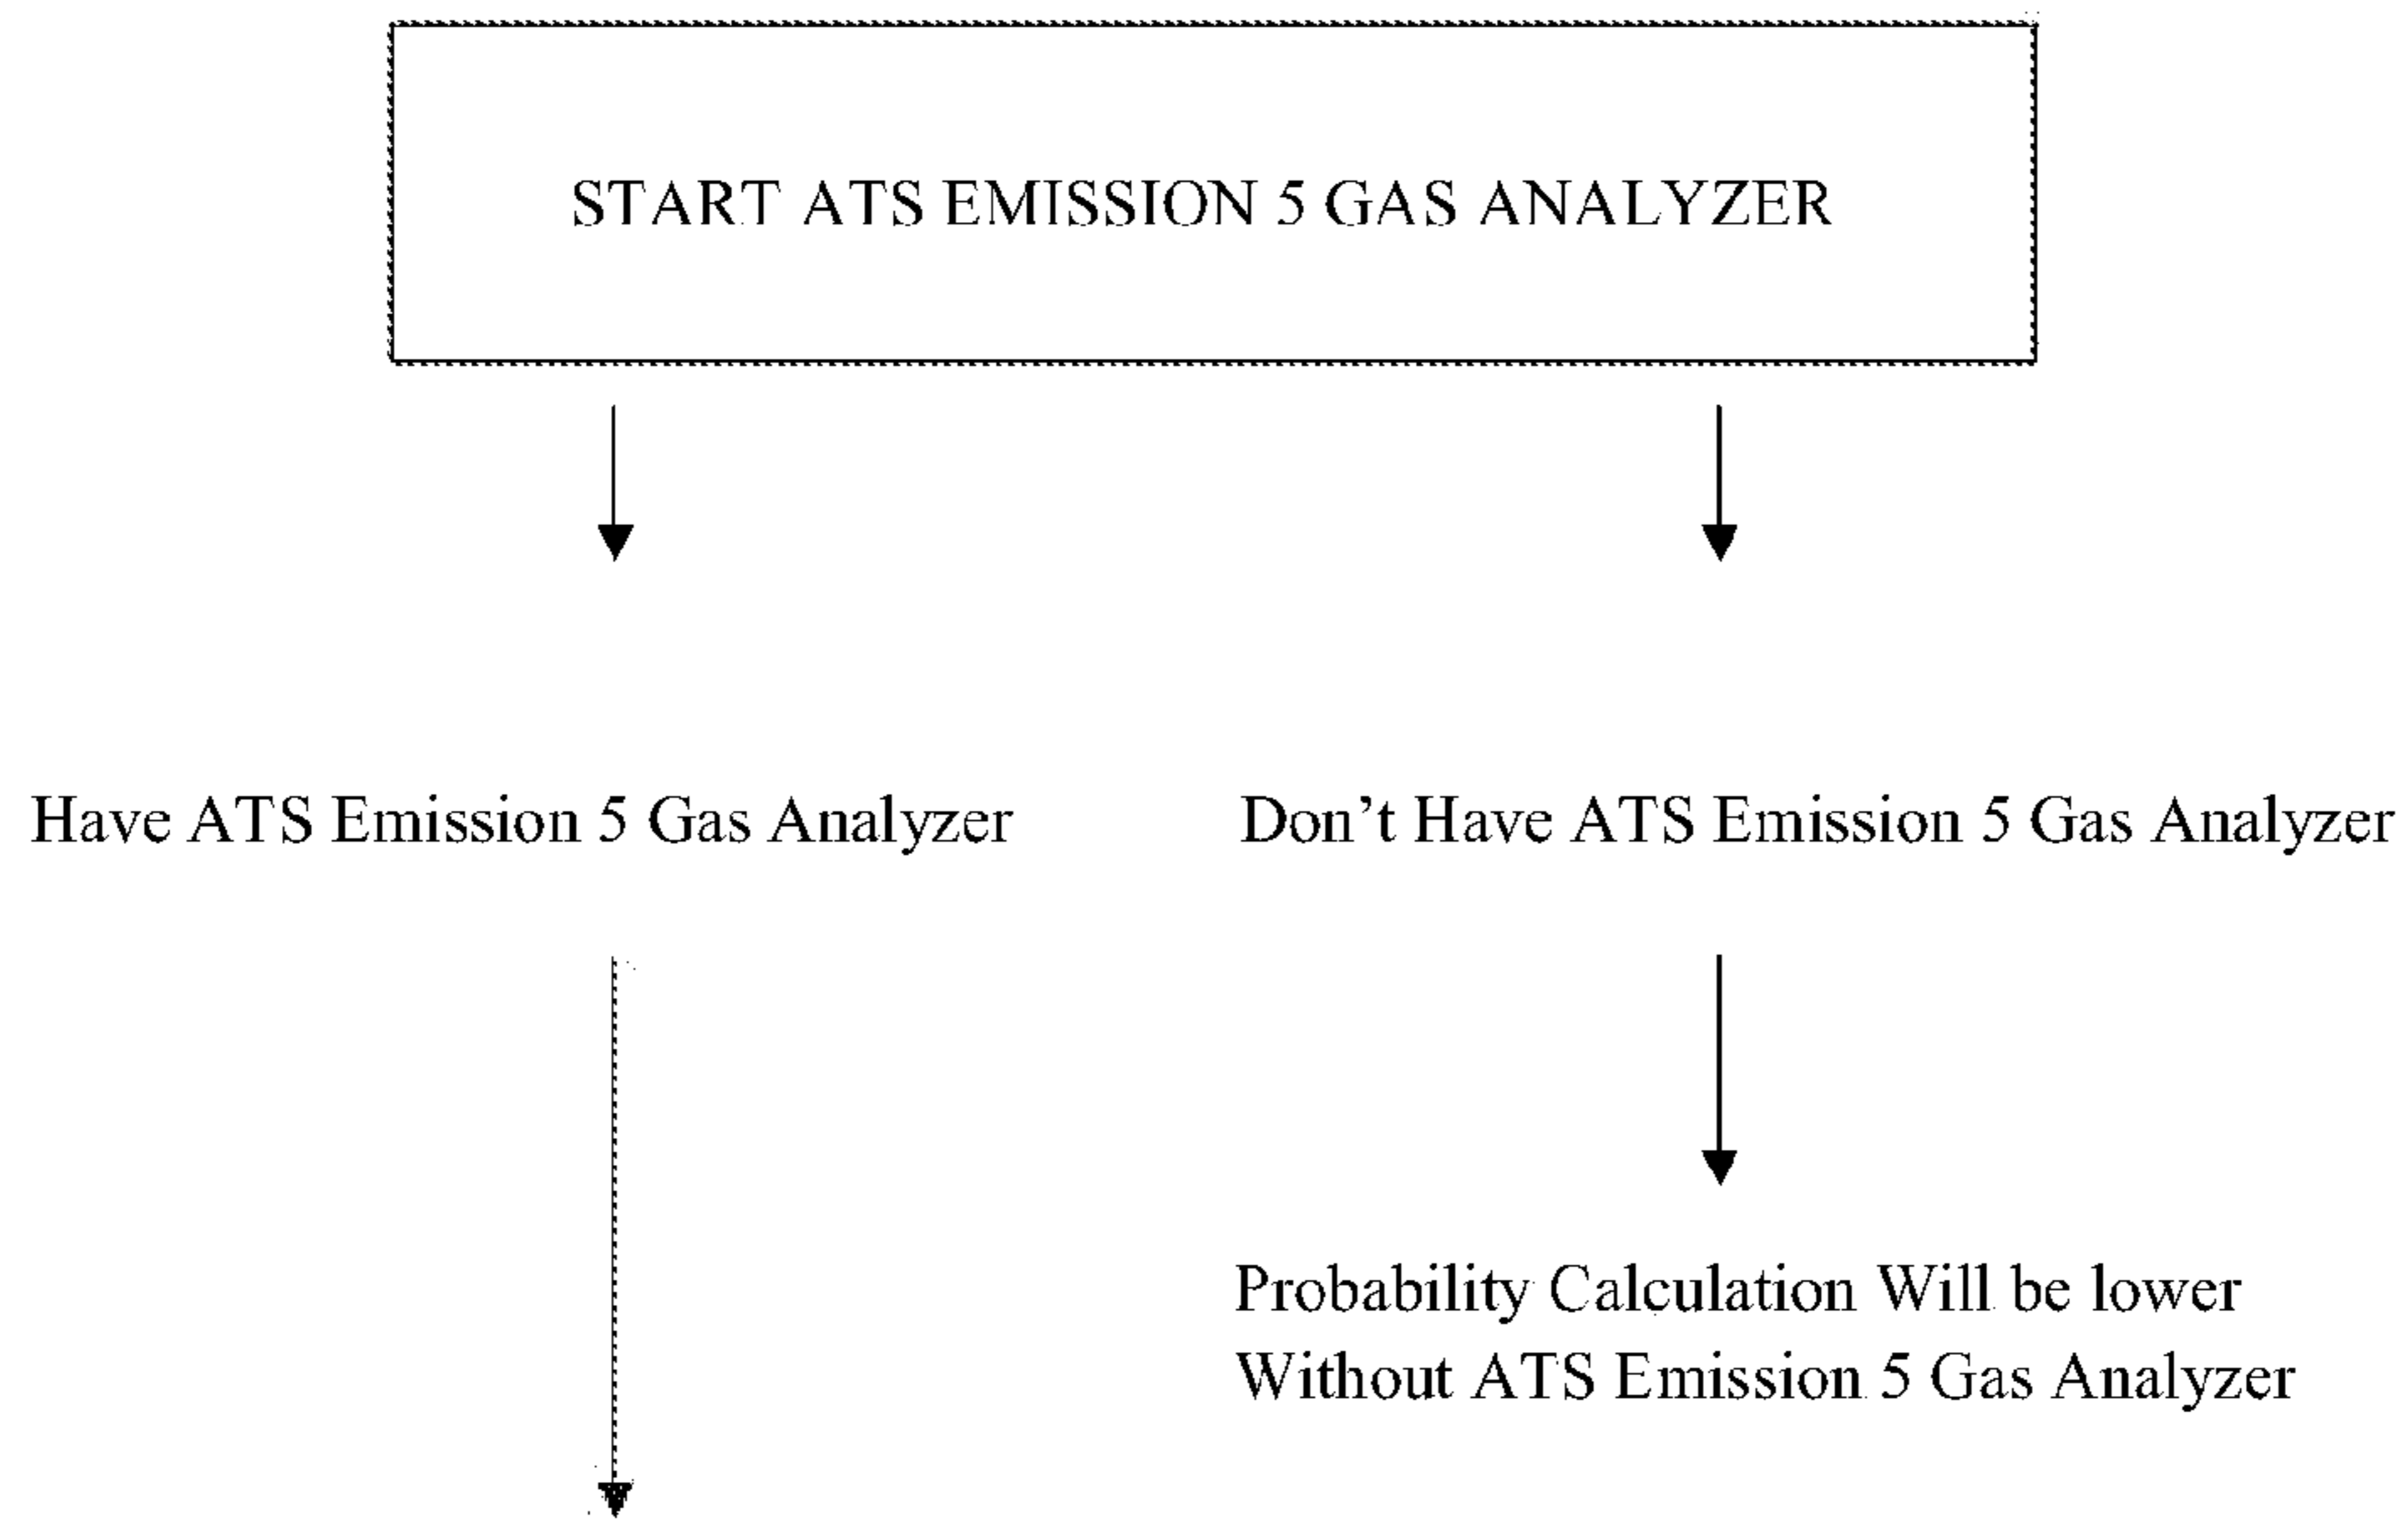 START ATS EMISSION 5 GAS ANALYZER
Have ATS Emission 5 Gas Analyzer
Don't Have ATS Emission 5 Gas Analyzer
Probability Calculation Will be lower
Without ATS Emission 5 Gas Analyzer